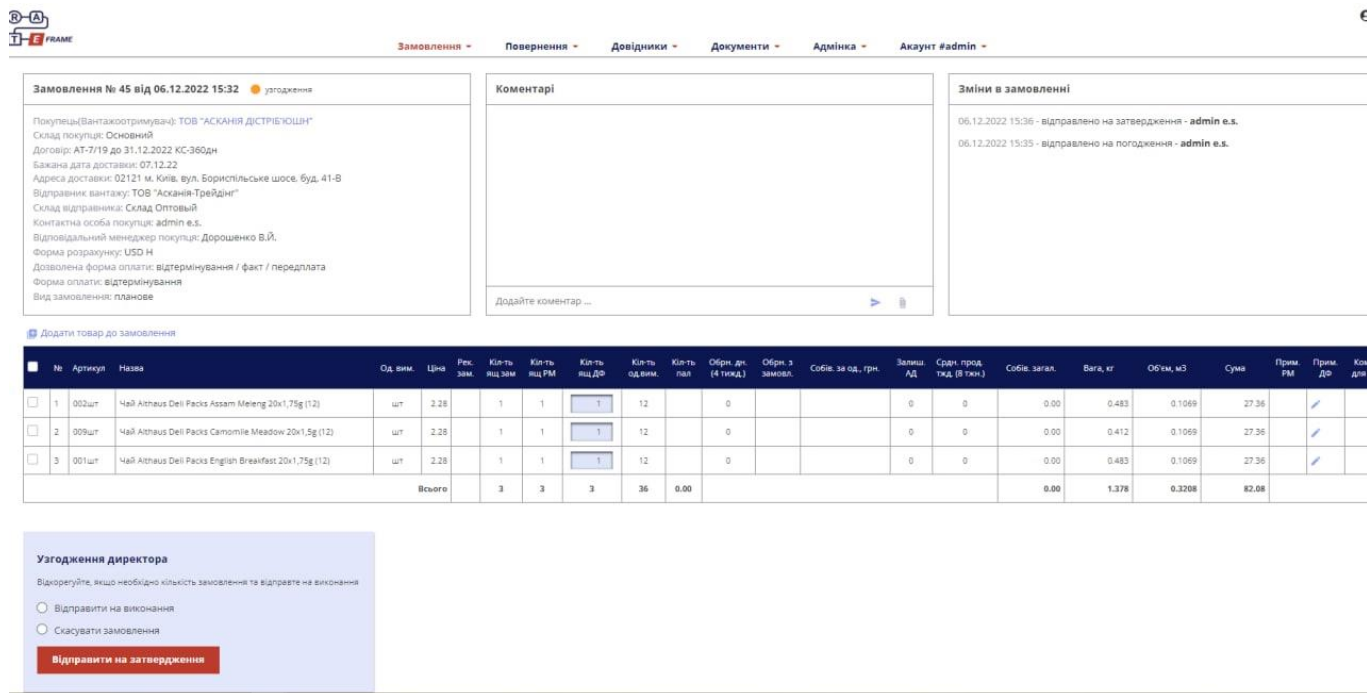 R A
T E FRAME
Замовлення Повернення Довідники Документи Адмінка Акаунт #admin
Замовлення № 45 від 06.12.2022 15:32 узгодження
Покупець(Вантажоотримувач): ТОВ "АСКАНІЯ ДІСТРІБ'ЮШН"
Склад покупця: Основний
Договір: АТ-7/19 до 31.12.2022 КС-360дн
Бажана дата доставки: 07.12.22
Адреса доставки: 02121 м. Київ, вул. Бориспільське шосе, буд. 41-В
Відправник вантажу: ТОВ "Асканія-Трейдінг"
Склад відправника: Склад Оптовый
Контактна особа покупця: admin e.s.
Відповідальний менеджер покупця: Дорошенко В.Й.
Форма розрахунку: USD Н
Дозволена форма оплати: відтермінування / факт / передплата
Форма оплати: відтермінування
Вид замовлення: планове
Коментарі
Додайте коментар ...
Зміни в замовленні
06.12.2022 15:36 - відправлено на затвердження - admin e.s.
06.12.2022 15:35 - відправлено на погодження - admin e.s.
Додати товар до замовлення
№ Артикул Назва Од. вим. Ціна Рек. зам. Кіл-ть ящ зам Кіл-ть ящ РМ Кіл-ть ящ ДФ Кіл-ть од.вим. Кіл-ть пал Обрн. дн. (4 тижд.) Обрн. з замовл. Собів. за од., грн. Залиш. АД Срдн. прод. тжд. (8 тжн.) Собів. загал. Вага, кг Об'єм, м3 Сума Прим. РМ Прим. ДФ
1 002шт Чай Althaus Deli Packs Assam Meleng 20x1,75g (12) шт 2.28 1 1 1 12 0 0 0 0.00 0.483 0.1069 27.36
2 009шт Чай Althaus Deli Packs Camomile Meadow 20x1,5g (12) шт 2.28 1 1 1 12 0 0 0 0.00 0.412 0.1069 27.36
3 001шт Чай Althaus Deli Packs English Breakfast 20x1,75g (12) шт 2.28 1 1 1 12 0 0 0 0.00 0.483 0.1069 27.36
Всього 3 3 3 36 0.00 0.00 1.378 0.3208 82.08
Узгодження директора
Відкорегуйте, якщо необхідно кількість замовлення та відправте на виконання
Відправити на виконання
Скасувати замовлення
Відправити на затвердження